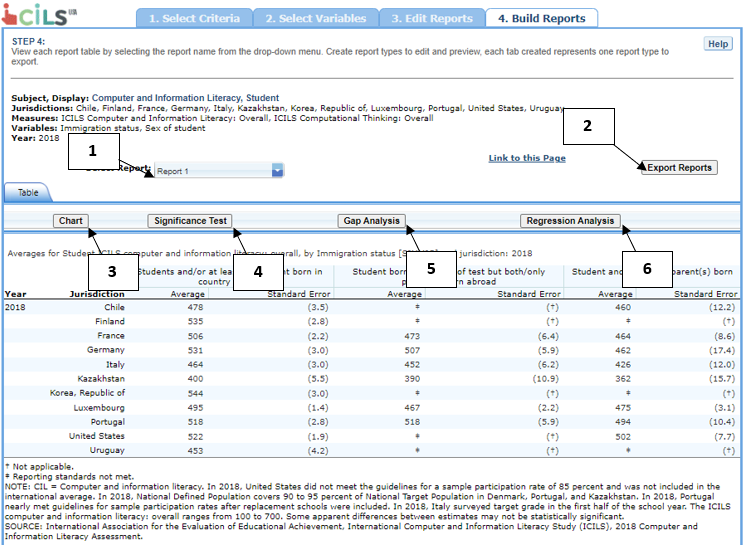 iCILS USA
1. Select Criteria 2. Select Variables 3. Edit Reports 4. Build Reports
STEP 4:
View each report table by selecting the report name from the drop-down menu. Create report types to edit and preview, each tab created represents one report type to
export.
Help
Subject, Display: Computer and Information Literacy, Student
Jurisdictions: Chile, Finland, France, Germany, Italy, Kazakhstan, Korea, Republic of, Luxembourg, Portugal, United States, Uruguay
Measures: ICILS Computer and Information Literacy: Overall, ICILS Computational Thinking: Overall
Variables: Immigration status, Sex of student
Year: 2018
1
2
Report: Report 1
Link to this Page
Export Reports
Table
Chart Significance Test Gap Analysis Regression Analysis
Averages for Student, ICILS computer and information literacy: overall, by Immigration status jurisdiction: 2018
3 4 5 6
Students and/or at born in Student of test but both/only Student parent(s) born
country abroad
Year Jurisdiction Average Standard Error Average Standard Error Average Standard Error
2018 Chile 478 (3.5) ‡ (†) 460 (12.2)
Finland 535 (2.8) ‡ (†) ‡ (†)
France 506 (2.2) 473 (6.4) 464 (8.6)
Germany 531 (3.0) 507 (5.9) 462 (17.4)
Italy 464 (3.0) 452 (6.2) 426 (12.0)
Kazakhstan 400 (5.5) 390 (10.9) 362 (15.7)
Korea, Republic of 544 (3.0) ‡ (†) ‡ (†)
Luxembourg 495 (1.4) 467 (2.2) 475 (3.1)
Portugal 518 (2.8) 518 (5.9) 494 (10.4)
United States 522 (1.9) ‡ (†) 502 (7.7)
Uruguay 453 (4.2) ‡ (†) ‡ (†)
† Not applicable.
‡ Reporting standards not met.
NOTE: CIL = Computer and information literacy. In 2018, United States did not meet the guidelines for a sample participation rate of 85 percent and was not included in the
international average. In 2018, National Defined Population covers 90 to 95 percent of National Target Population in Denmark, Portugal, and Kazakhstan. In 2018, Portugal
nearly met guidelines for sample participation rates after replacement schools were included. In 2018, Italy surveyed target grade in the first half of the school year. The ICILS
computer and information literacy: overall ranges from 100 to 700. Some apparent differences between estimates may not be statistically significant.
SOURCE: International Association for the Evaluation of Educational Achievement, International Computer and Information Literacy Study (ICILS), 2018 Computer and
Information Literacy Assessment.